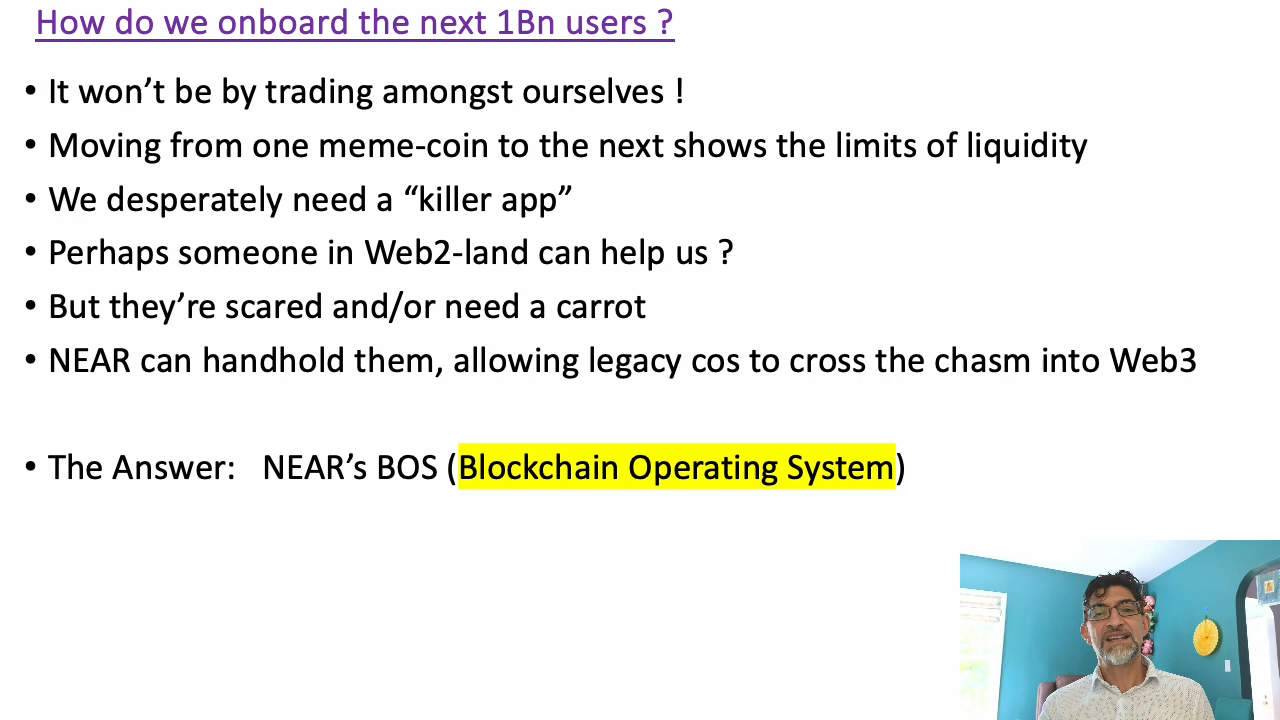 How do we onboard the next 1Bn users ?
• It won’t be by trading amongst ourselves !
• Moving from one meme-coin to the next shows the limits of liquidity
• We desperately need a “killer app”
• Perhaps someone in Web2-land can help us ?
• But they’re scared and/or need a carrot
• NEAR can handhold them, allowing legacy cos to cross the chasm into Web3
• The Answer: NEAR’s BOS (Blockchain Operating System)